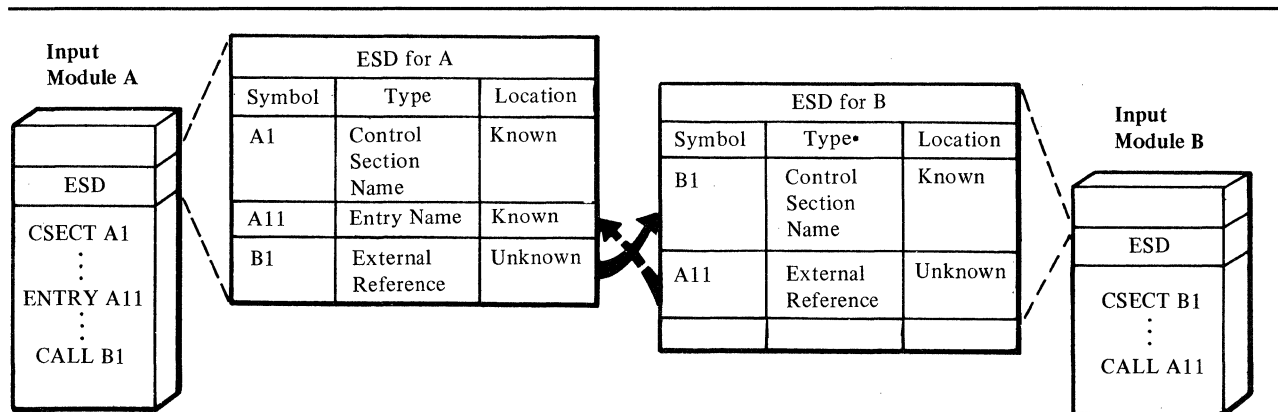 Input
Module A
ESD
CSECT A1
ENTRY A11
CALL B1
ESD for A
Symbol Type Location
A1 Control Known
Section
Name
A11 Entry Name Known
B1 External Unknown
Reference
ESD for B
Symbol Type Location
B1 Control Known
Section
Name
A11 External Unknown
Reference
Input
Module B
ESD
CSECT B1
CALL A11